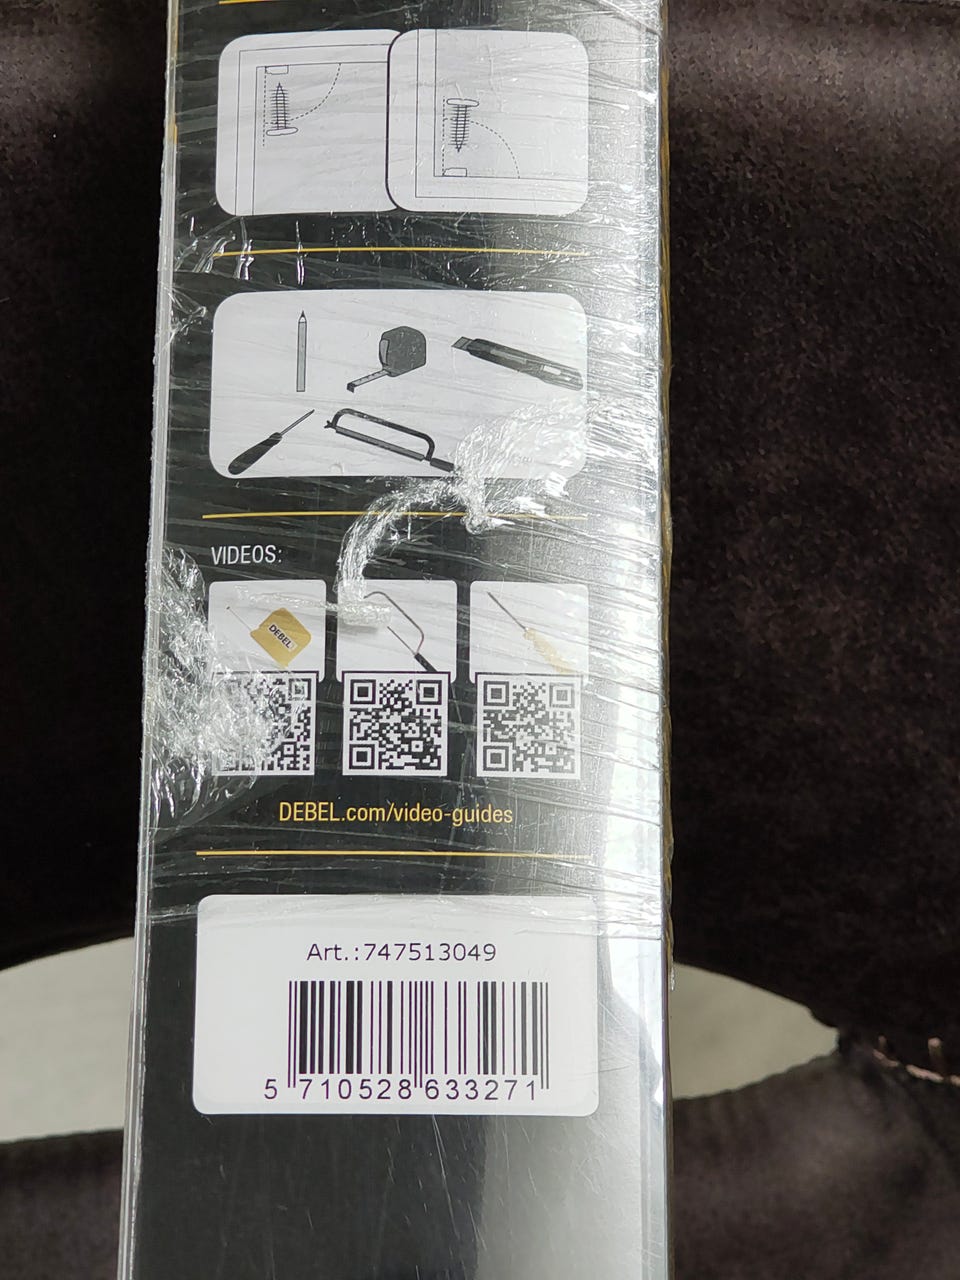 VIDEOS:
DEBEL
DEBEL.com/video-guides
Art.:747513049
5 710528 633271